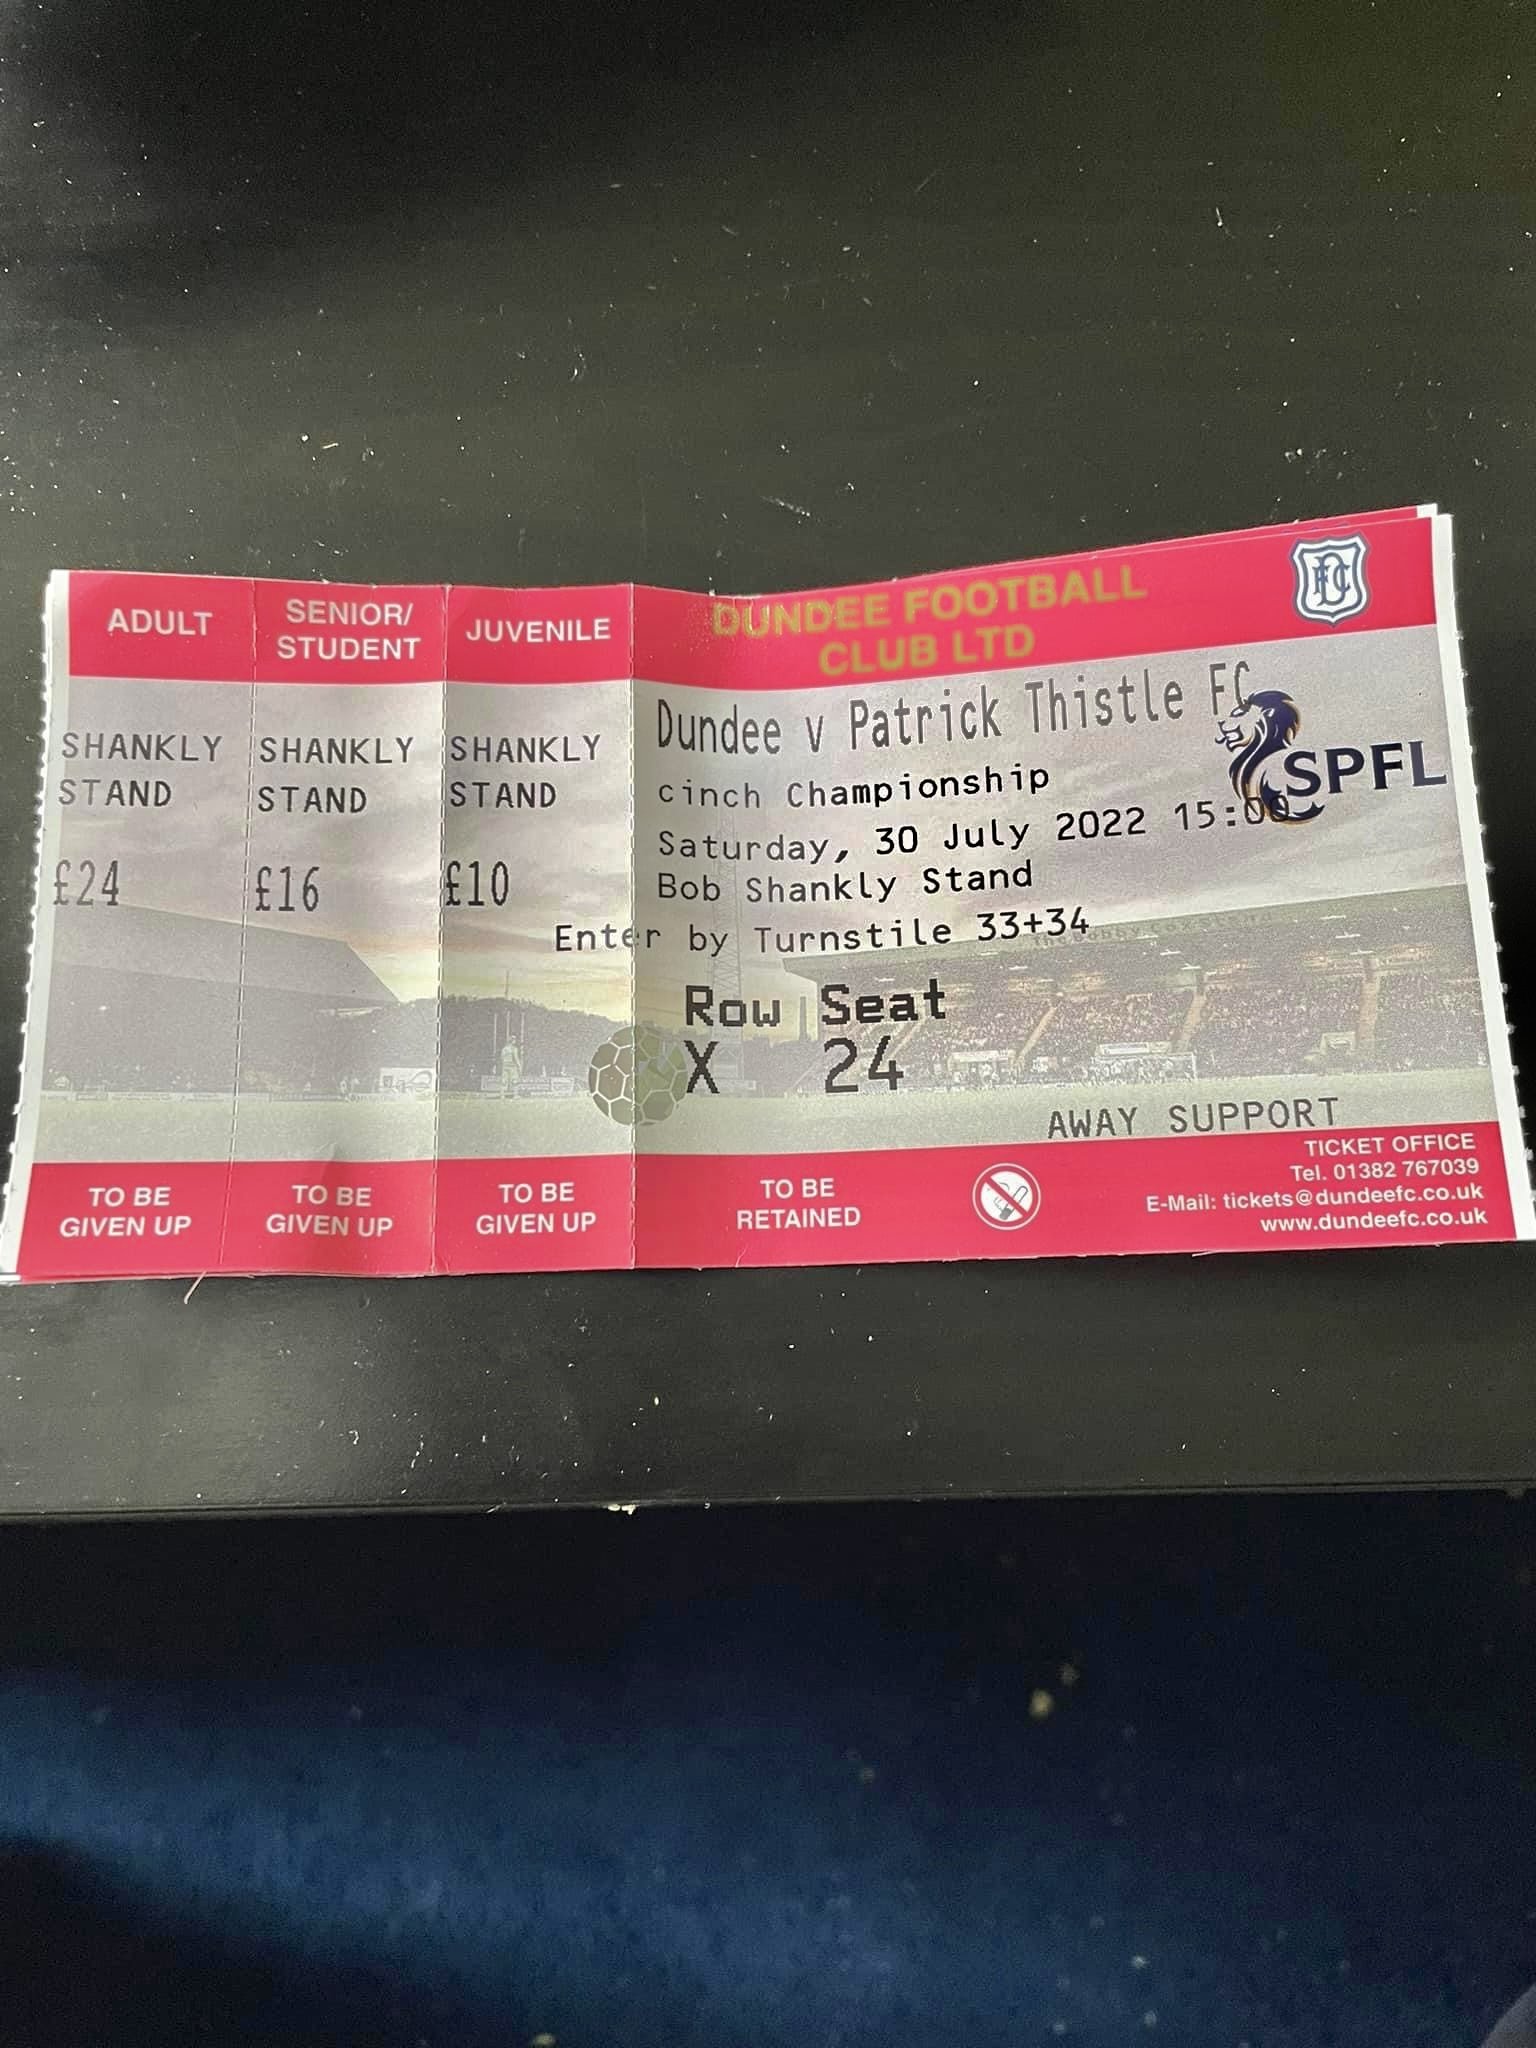 ADULT
SENIOR/
STUDENT
JUVENILE
DUNDEE FOOTBALL
CLUB LTD
DFC
SHANKLY
STAND
£24
SHANKLY
STAND
£16
SHANKLY
STAND
£10
Dundee v Patrick Thistle FC
SPFL
cinch Championship
Saturday, 30 July 2022 15:00
Bob Shankly Stand
Enter by Turnstile 33+34
Row Seat
X 24
AWAY SUPPORT
TO BE
GIVEN UP
TO BE
GIVEN UP
TO BE
GIVEN UP
TO BE
RETAINED
TICKET OFFICE
Tel. 01382 767039
E-Mail: tickets@dundeefc.co.uk
www.dundeefc.co.uk